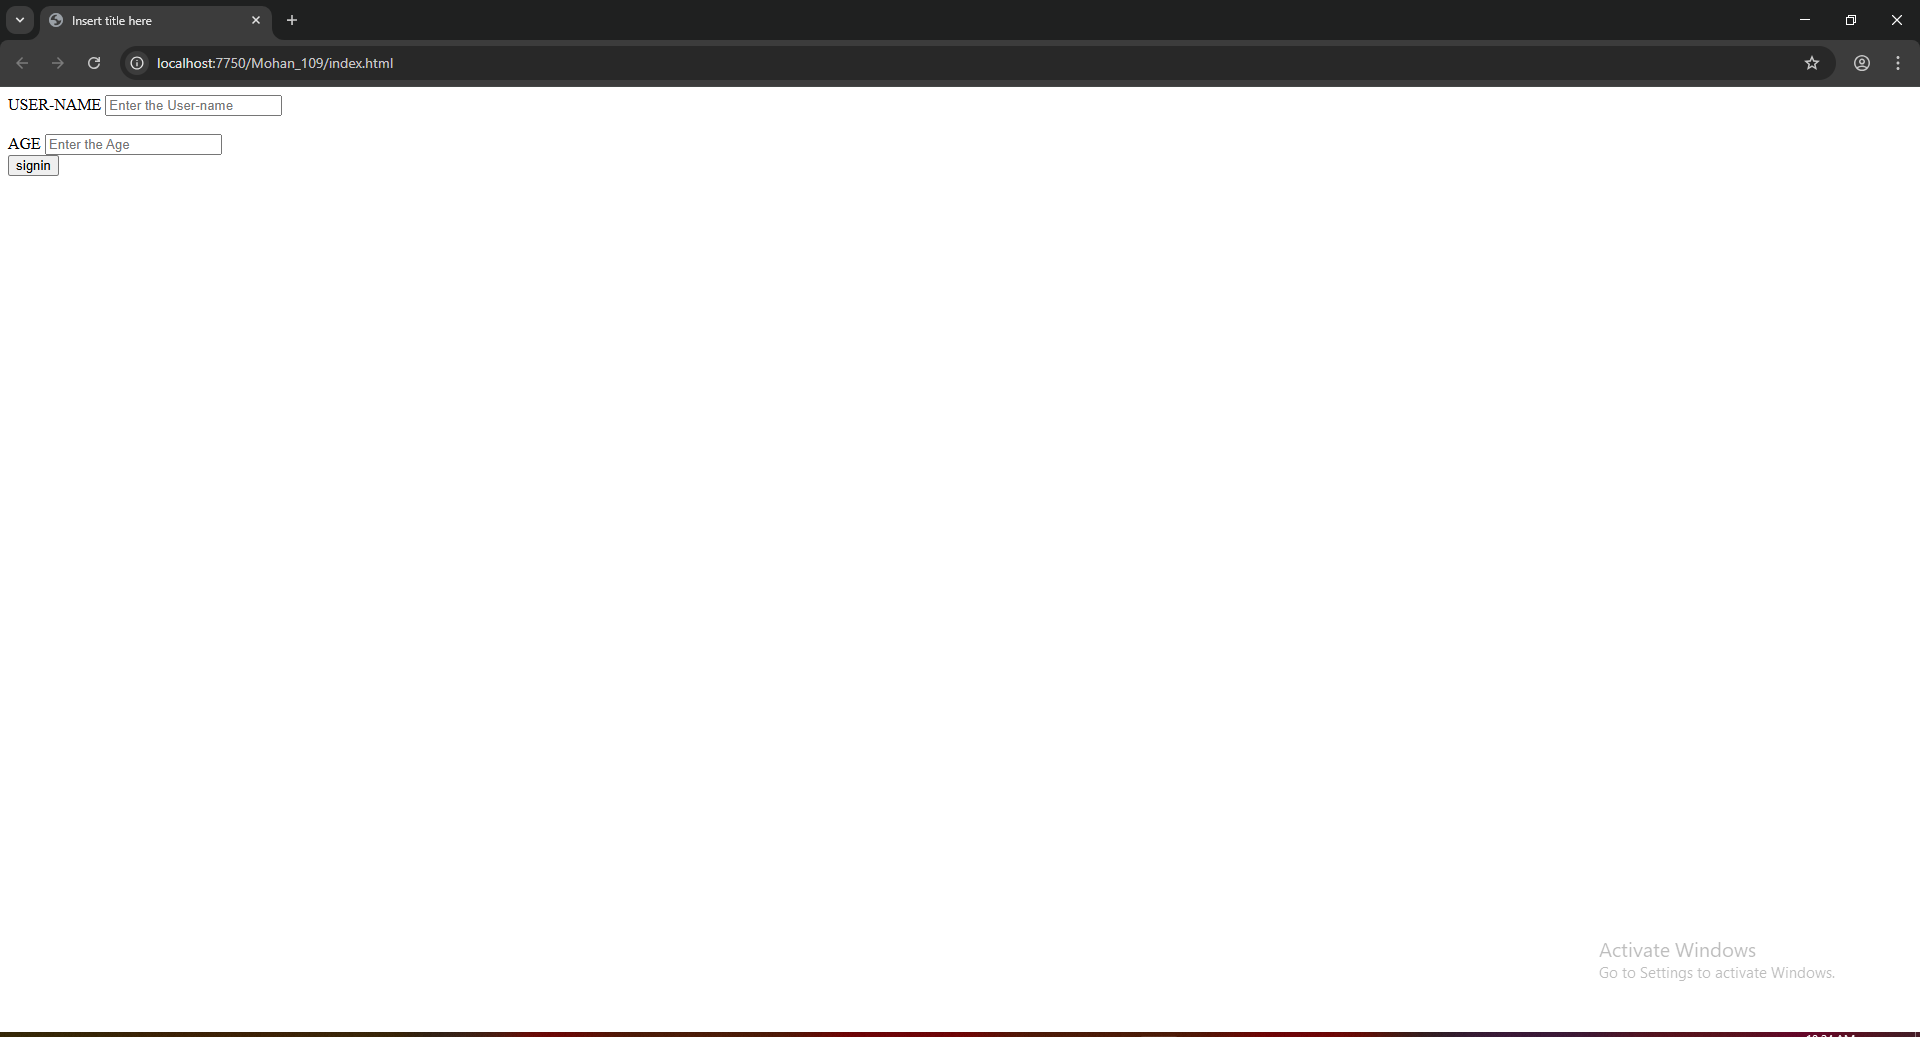 Insert title here
localhost:7750/Mohan_109/index.html
USER-NAME Enter the User-name
AGE Enter the Age
signin
Activate Windows
Go to Settings to activate Windows.